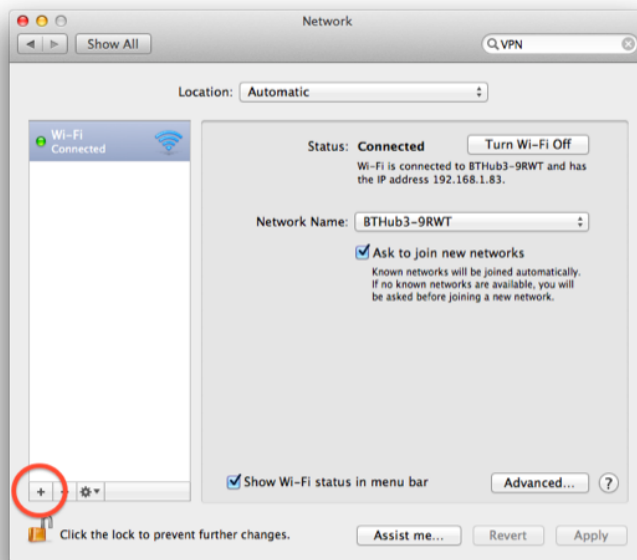 Network
Show All
VPN
Location: Automatic
Wi-Fi
Connected
Status: Connected
Turn Wi-Fi Off
Wi-Fi is connected to BTHub3-9RWT and has
the IP address 192.168.1.83.
Network Name: BTHub3-9RWT
Ask to join new networks
Known networks will be joined automatically.
If no known networks are available, you will
be asked before joining a new network.
Show Wi-Fi status in menu bar
Advanced...
?
Click the lock to prevent further changes.
Assist me...
Revert
Apply